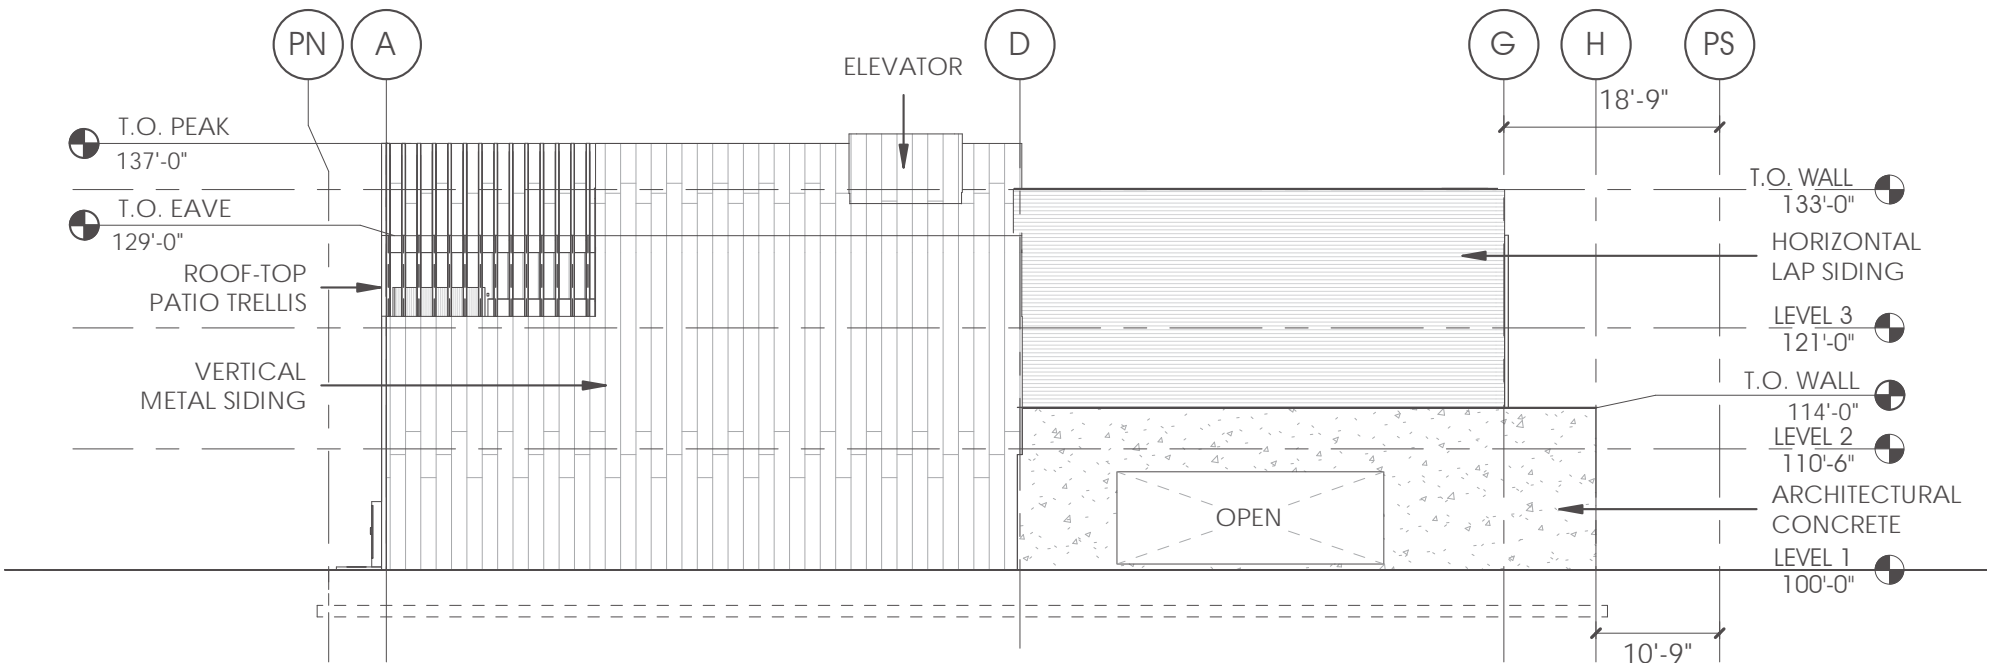 PN
A
D
G
H
PS
ELEVATOR
18'-9"
T.O. PEAK
137'-0"
T.O. EAVE
129'-0"
ROOF-TOP
PATIO TRELLIS
VERTICAL
METAL SIDING
T.O. WALL
133'-0"
HORIZONTAL
LAP SIDING
LEVEL 3
121'-0"
T.O. WALL
114'-0"
LEVEL 2
110'-6"
OPEN
ARCHITECTURAL
CONCRETE
LEVEL 1
100'-0"
10'-9"